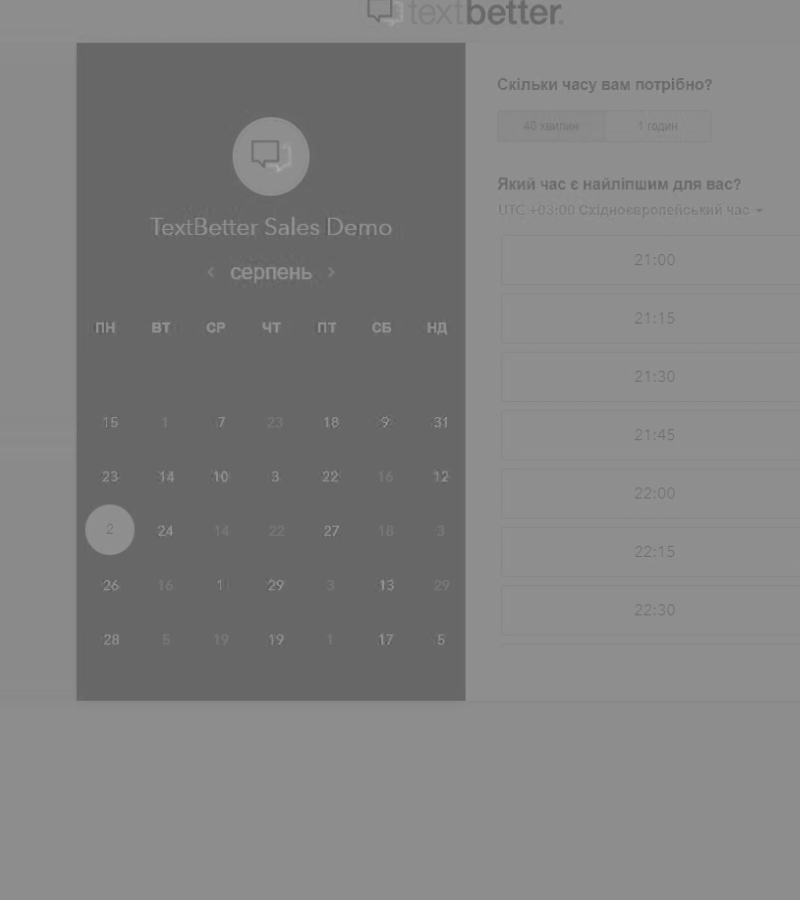 textbetter.
TextBetter Sales Demo
‹ серпень ›
ПН ВТ СР ЧТ ПТ СБ НД
15 1 7 23 18 9 31
23 14 10 3 22 16 12
2 24 14 22 27 18 3
26 16 1 29 3 13 29
28 5 19 19 1 17 5
Скільки часу вам потрібно?
40 хвилин 1 годин
Який час є найліпшим для вас?
UTC +03:00 Східноєвропейський час
21:00
21:15
21:30
21:45
22:00
22:15
22:30